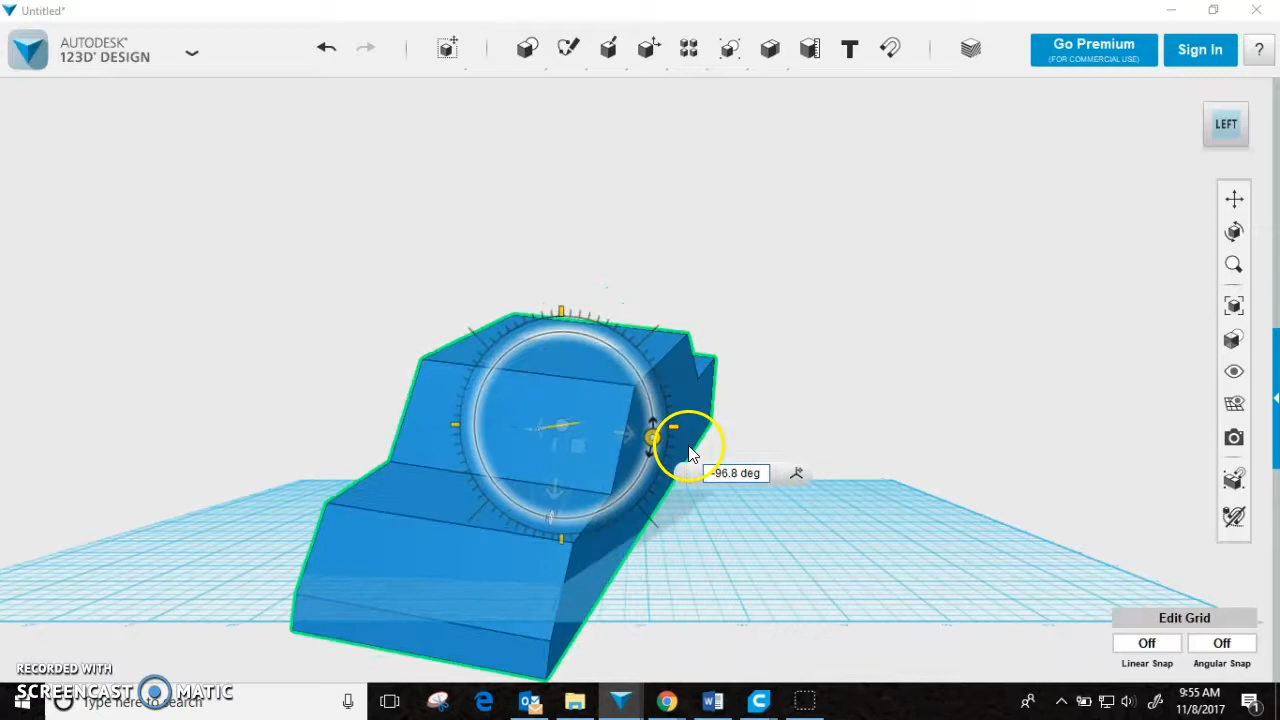 Untitled*
AUTODESK®
123D® DESIGN
Go Premium
(FOR COMMERCIAL USE)
Sign In
?
LEFT
-96.8 deg
Edit Grid
Off
Off
Linear Snap
Angular Snap
RECORDED WITH
SCREENCAST MATIC
Type here to search
9:55 AM
11/8/2017